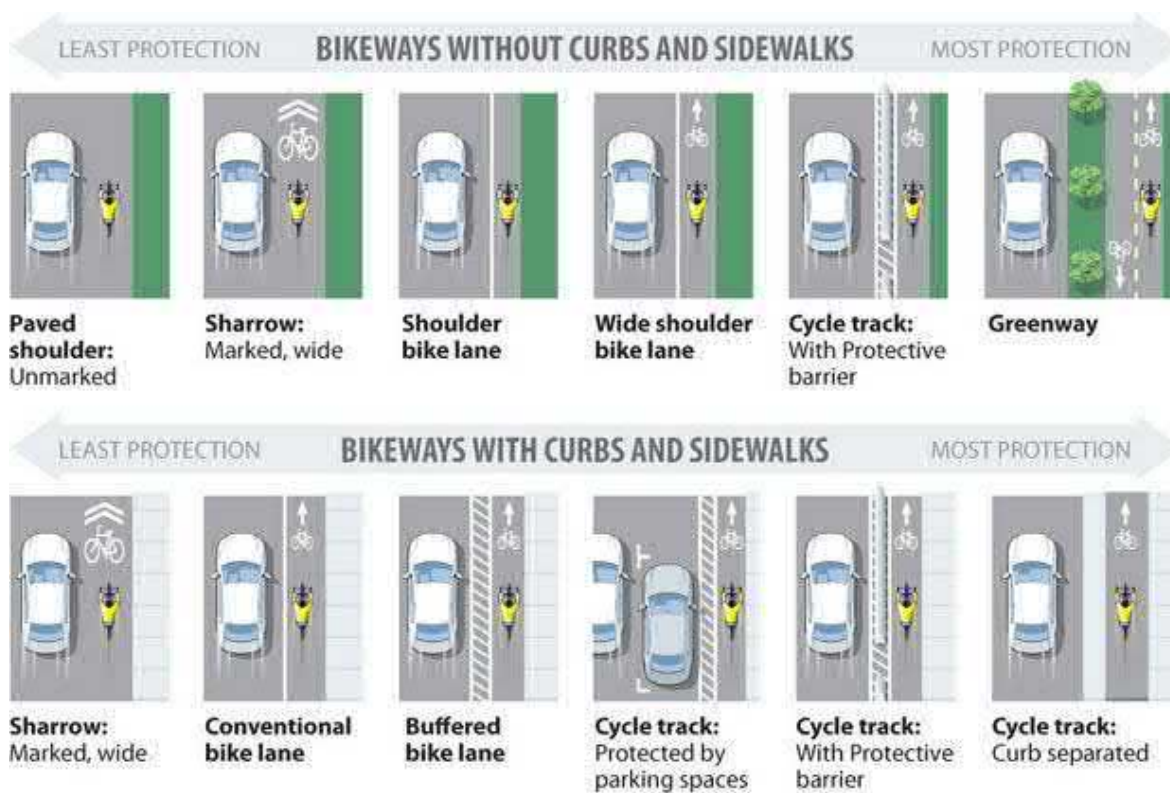 LEAST PROTECTION BIKEWAYS WITHOUT CURBS AND SIDEWALKS MOST PROTECTION
Paved shoulder: Unmarked
Sharrow: Marked, wide
Shoulder bike lane
Wide shoulder bike lane
Cycle track: With Protective barrier
Greenway
LEAST PROTECTION BIKEWAYS WITH CURBS AND SIDEWALKS MOST PROTECTION
Sharrow: Marked, wide
Conventional bike lane
Buffered bike lane
Cycle track: Protected by parking spaces
Cycle track: With Protective barrier
Cycle track: Curb separated